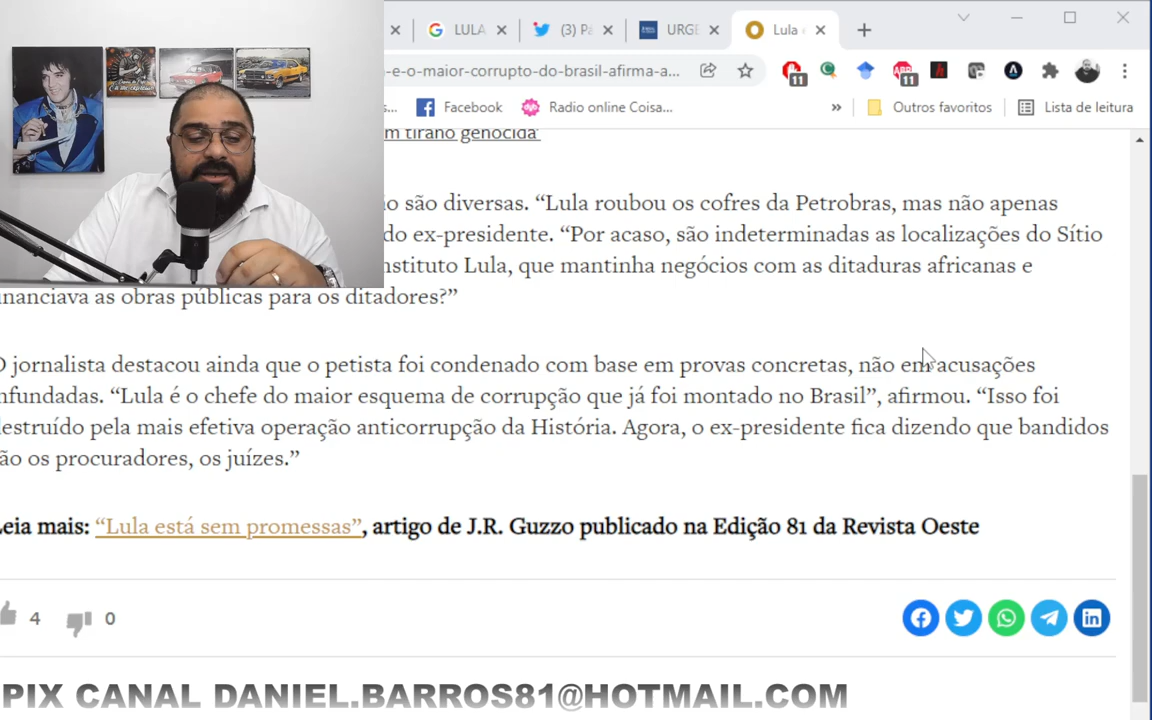 LULA
(3) Pá
URGE
Lula
-e-o-maior-corrupto-do-brasil-afirma-a...
11
11
s...
Facebook
Radio online Coisa...
»
Outros favoritos
Lista de leitura
m tirano genocida'
io são diversas. “Lula roubou os cofres da Petrobras, mas não apenas
do ex-presidente. “Por acaso, são indeterminadas as localizações do Sítio
nstituto Lula, que mantinha negócios com as ditaduras africanas e
inanciava as obras públicas para os ditadores?”
O jornalista destacou ainda que o petista foi condenado com base em provas concretas, não em acusações
nfundadas. “Lula é o chefe do maior esquema de corrupção que já foi montado no Brasil”, afirmou. “Isso foi
destruído pela mais efetiva operação anticorrupção da História. Agora, o ex-presidente fica dizendo que bandidos
ão os procuradores, os juízes.”
Leia mais: “Lula está sem promessas”, artigo de J.R. Guzzo publicado na Edição 81 da Revista Oeste
4
0
PIX CANAL DANIEL.BARROS81@HOTMAIL.COM